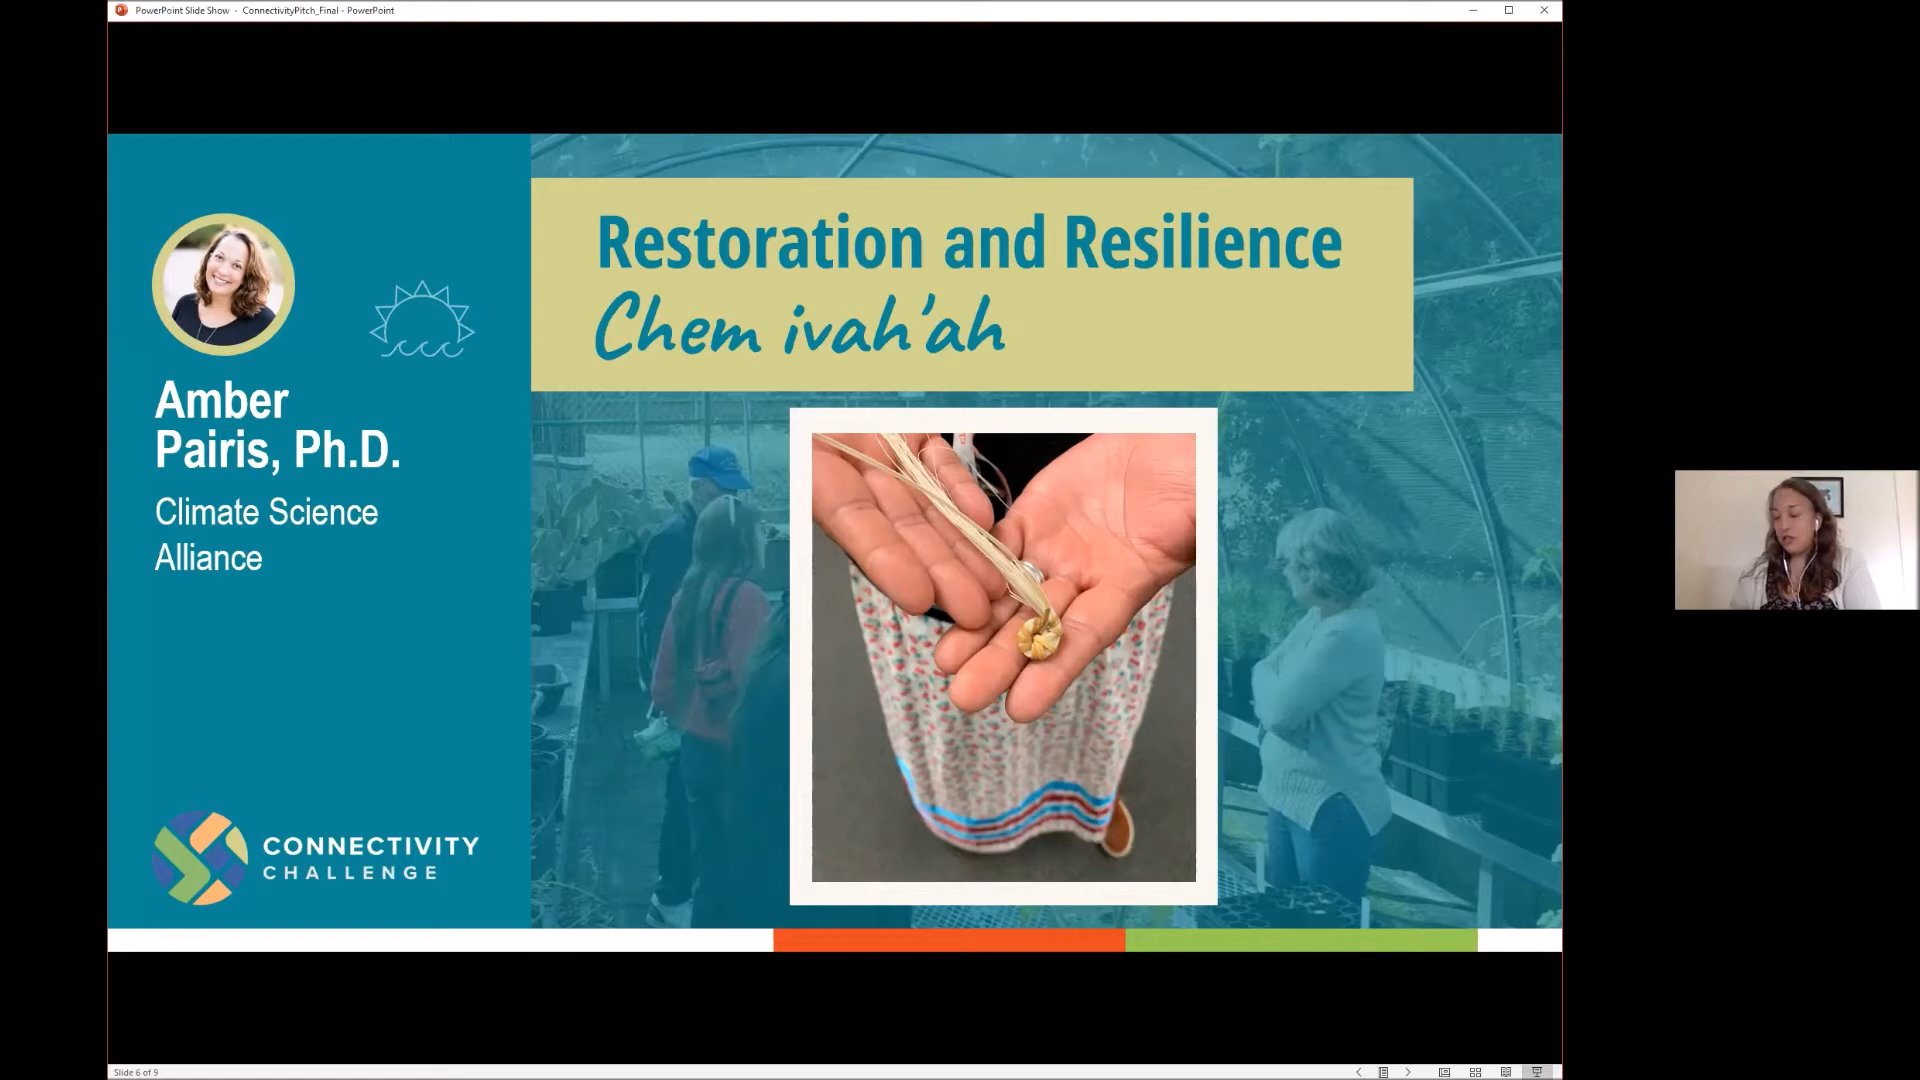 PowerPoint Slide Show - ConnectivityPitch_Final - PowerPoint
Restoration and Resilience
Chem ivah'ah
Amber
Pairis, Ph.D.
Climate Science
Alliance
CONNECTIVITY
CHALLENGE
Slide 6 of 9